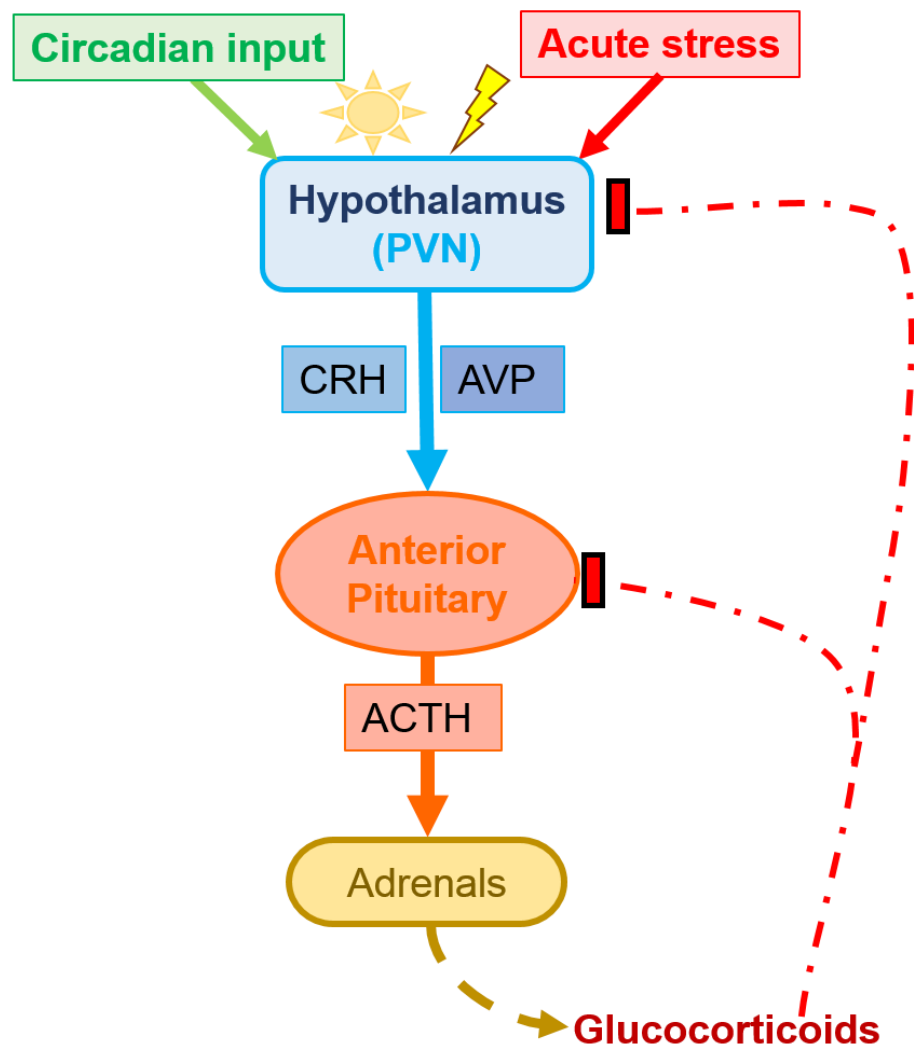 Circadian input
Acute stress
Hypothalamus
(PVN)
CRH
AVP
Anterior
Pituitary
ACTH
Adrenals
Glucocorticoids